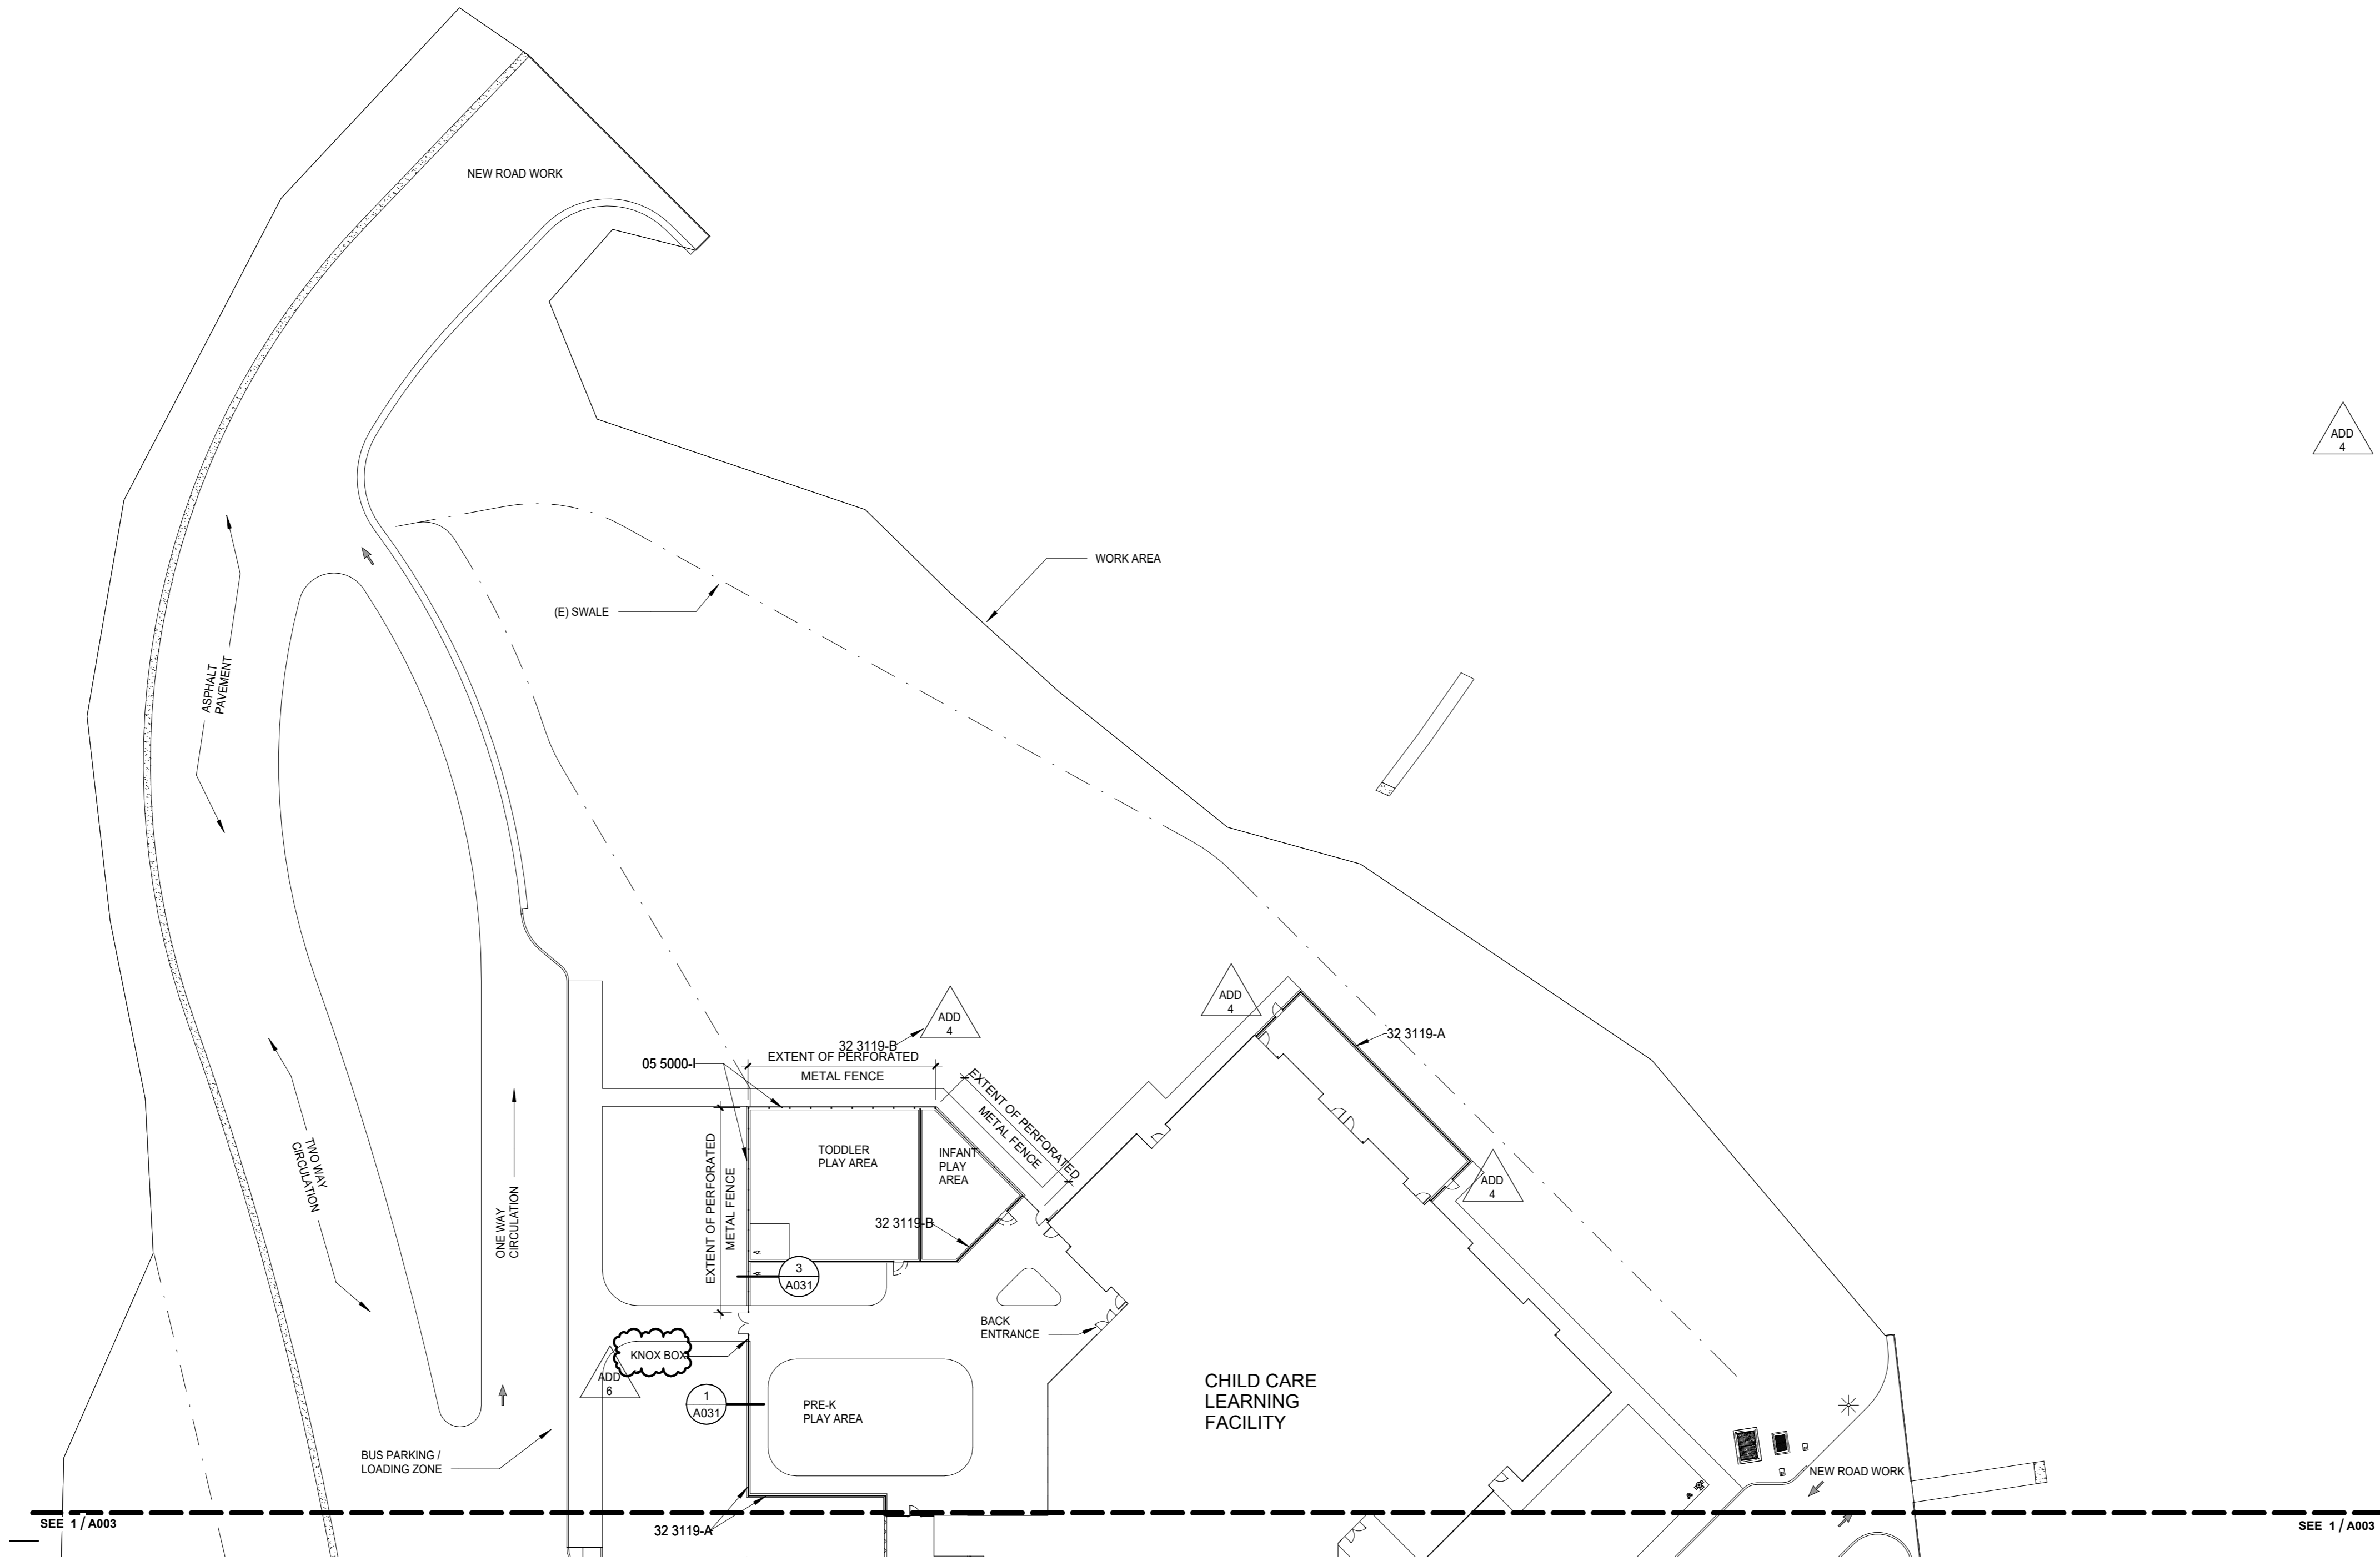 NEW ROAD WORK
ADD
4
WORK AREA
(E) SWALE
ASPHALT
PAVEMENT
ADD
4
ADD
4
32 3119-A
32 3119-B
05 5000-I
EXTENT OF PERFORATED
METAL FENCE
EXTENT OF PERFORATED
METAL FENCE
EXTENT OF PERFORATED
METAL FENCE
TODDLER
PLAY AREA
INFANT
PLAY
AREA
ADD
4
TWO WAY
CIRCULATION
ONE WAY
CIRCULATION
32 3119-B
3
A031
BACK
ENTRANCE
KNOX BOX
ADD
6
1
A031
PRE-K
PLAY AREA
CHILD CARE
LEARNING
FACILITY
BUS PARKING /
LOADING ZONE
NEW ROAD WORK
SEE 1 / A003
32 3119-A
SEE 1 / A003